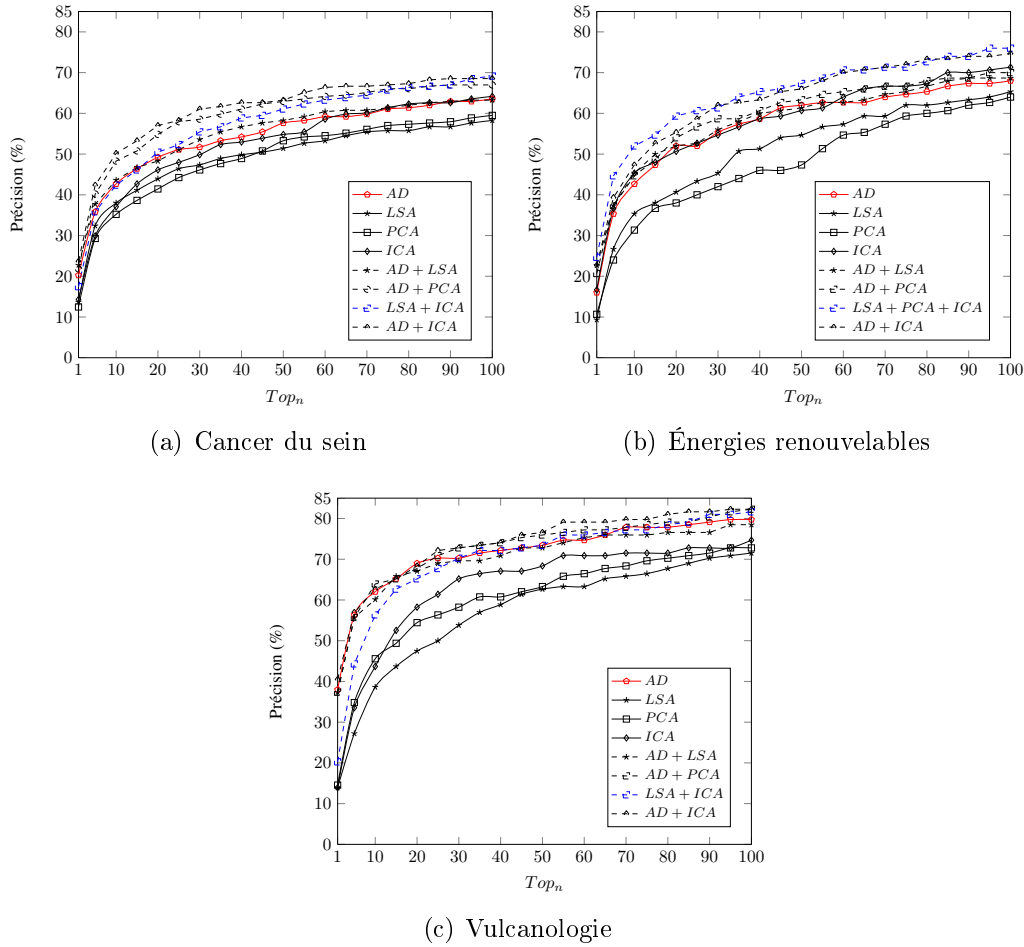 85
80
70
60
50
40
30
20
10
0
Précision (%)
AD
LSA
PCA
ICA
AD + LSA
AD + PCA
LSA + ICA
AD + ICA
1 10 20 30 40 50 60 70 80 90 100
Top_n
(a) Cancer du sein
85
80
70
60
50
40
30
20
10
0
Précision (%)
AD
LSA
PCA
ICA
AD + LSA
AD + PCA
LSA + PCA + ICA
AD + ICA
1 10 20 30 40 50 60 70 80 90 100
Top_n
(b) Énergies renouvelables
85
80
70
60
50
40
30
20
10
0
Précision (%)
AD
LSA
PCA
ICA
AD + LSA
AD + PCA
LSA + ICA
AD + ICA
1 10 20 30 40 50 60 70 80 90 100
Top_n
(c) Vulcanologie